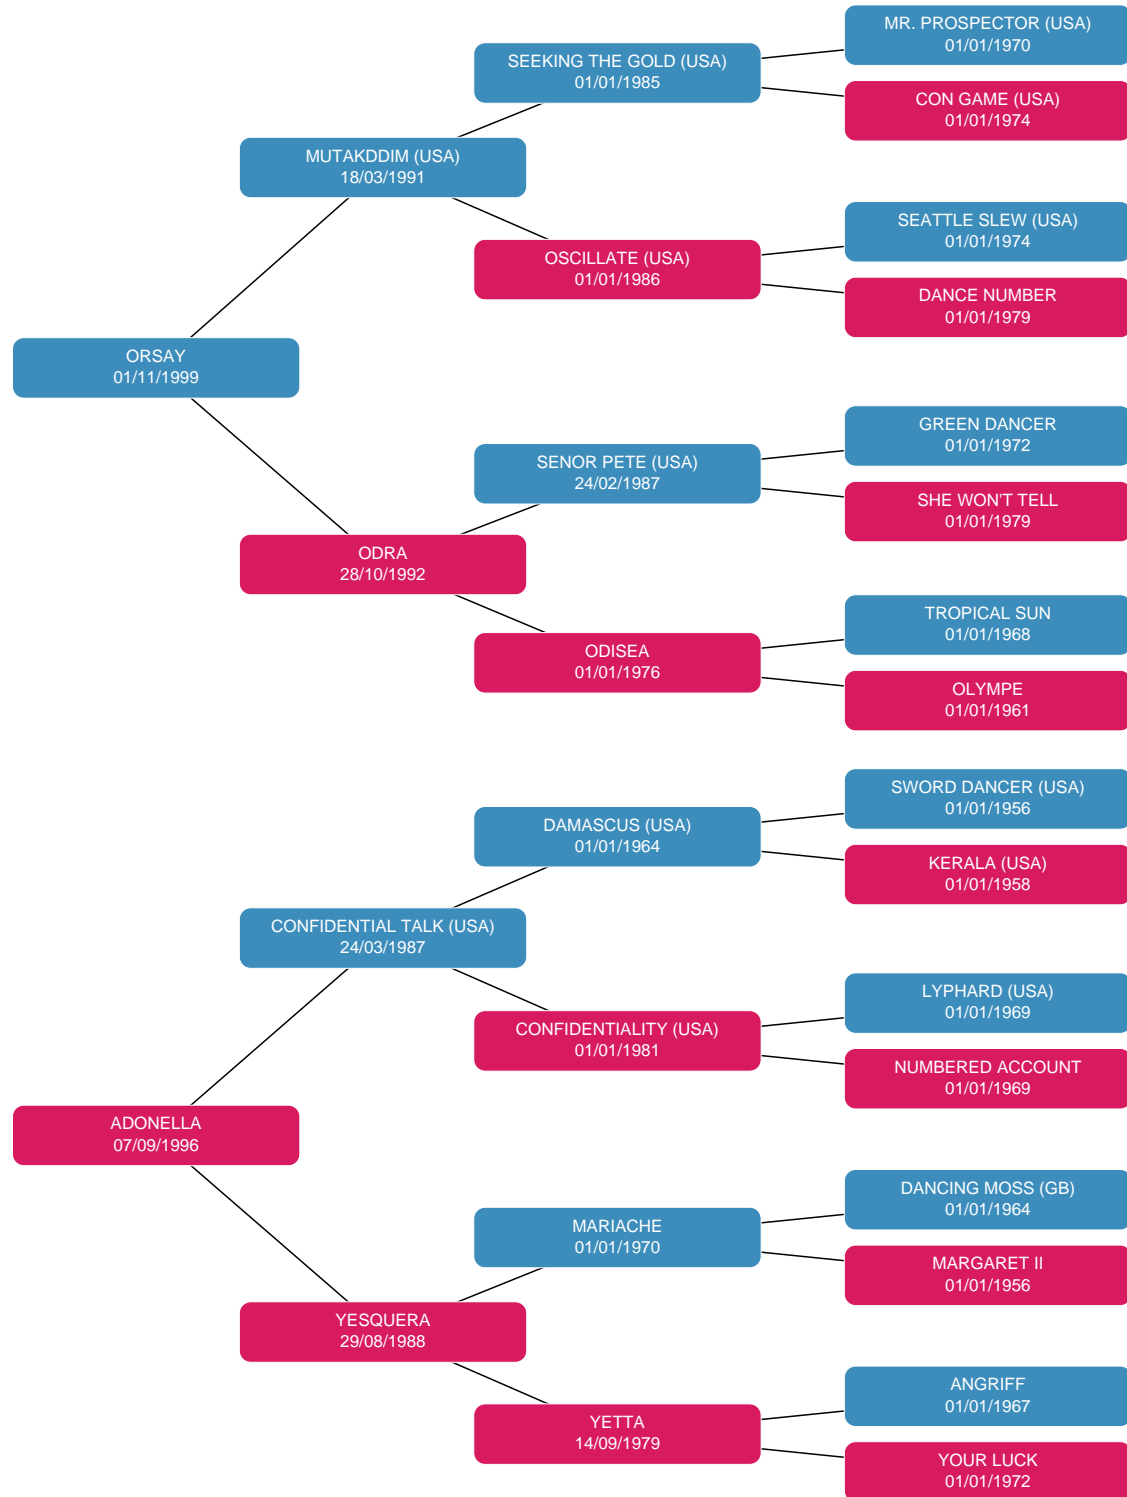 MR. PROSPECTOR (USA)
01/01/1970
SEEKING THE GOLD (USA)
01/01/1985
CON GAME (USA)
01/01/1974
MUTAKDDIM (USA)
18/03/1991
SEATTLE SLEW (USA)
01/01/1974
OSCILLATE (USA)
01/01/1986
DANCE NUMBER
01/01/1979
ORSAY
01/11/1999
GREEN DANCER
01/01/1972
SENOR PETE (USA)
24/02/1987
SHE WON'T TELL
01/01/1979
ODRA
28/10/1992
TROPICAL SUN
01/01/1968
ODISEA
01/01/1976
OLYMPE
01/01/1961
SWORD DANCER (USA)
01/01/1956
DAMASCUS (USA)
01/01/1964
KERALA (USA)
01/01/1958
CONFIDENTIAL TALK (USA)
24/03/1987
LYPHARD (USA)
01/01/1969
CONFIDENTIALITY (USA)
01/01/1981
NUMBERED ACCOUNT
01/01/1969
ADONELLA
07/09/1996
DANCING MOSS (GB)
01/01/1964
MARIACHE
01/01/1970
MARGARET II
01/01/1956
YESQUERA
29/08/1988
ANGRIFF
01/01/1967
YETTA
14/09/1979
YOUR LUCK
01/01/1972